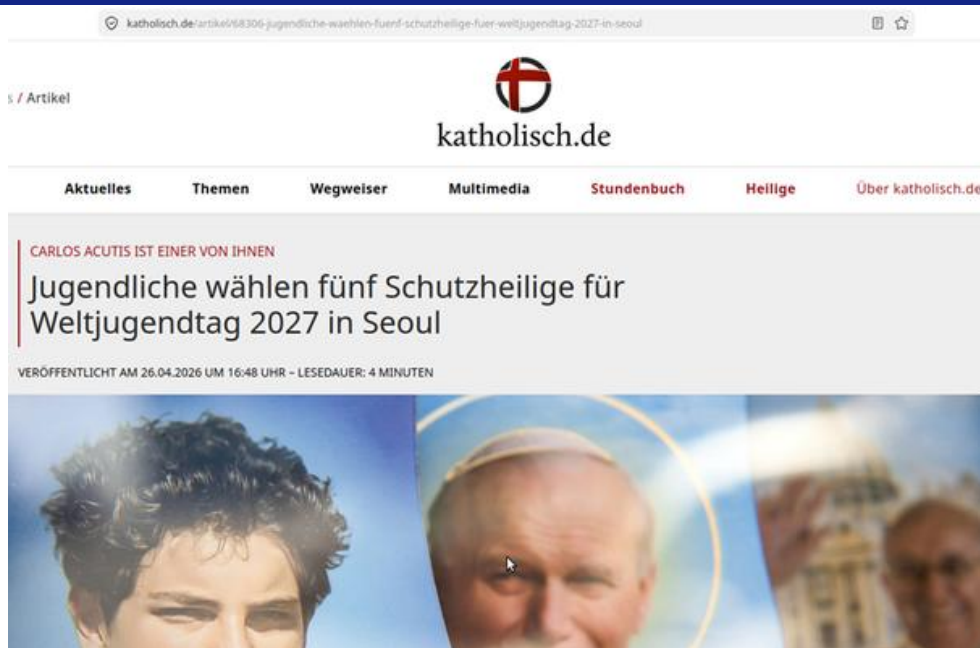 katholisch.de/artikel/68306-jugendliche-waehlen-fuenf-schutzheilige-fuer-weltjugendtag-2027-in-seoul
s / Artikel
katholisch.de
Aktuelles Themen Wegweiser Multimedia Stundenbuch Heilige Über katholisch.de
CARLOS ACUTIS IST EINER VON IHNEN
Jugendliche wählen fünf Schutzheilige für
Weltjugendtag 2027 in Seoul
VERÖFFENTLICHT AM 26.04.2026 UM 16:48 UHR – LESEDAUER: 4 MINUTEN